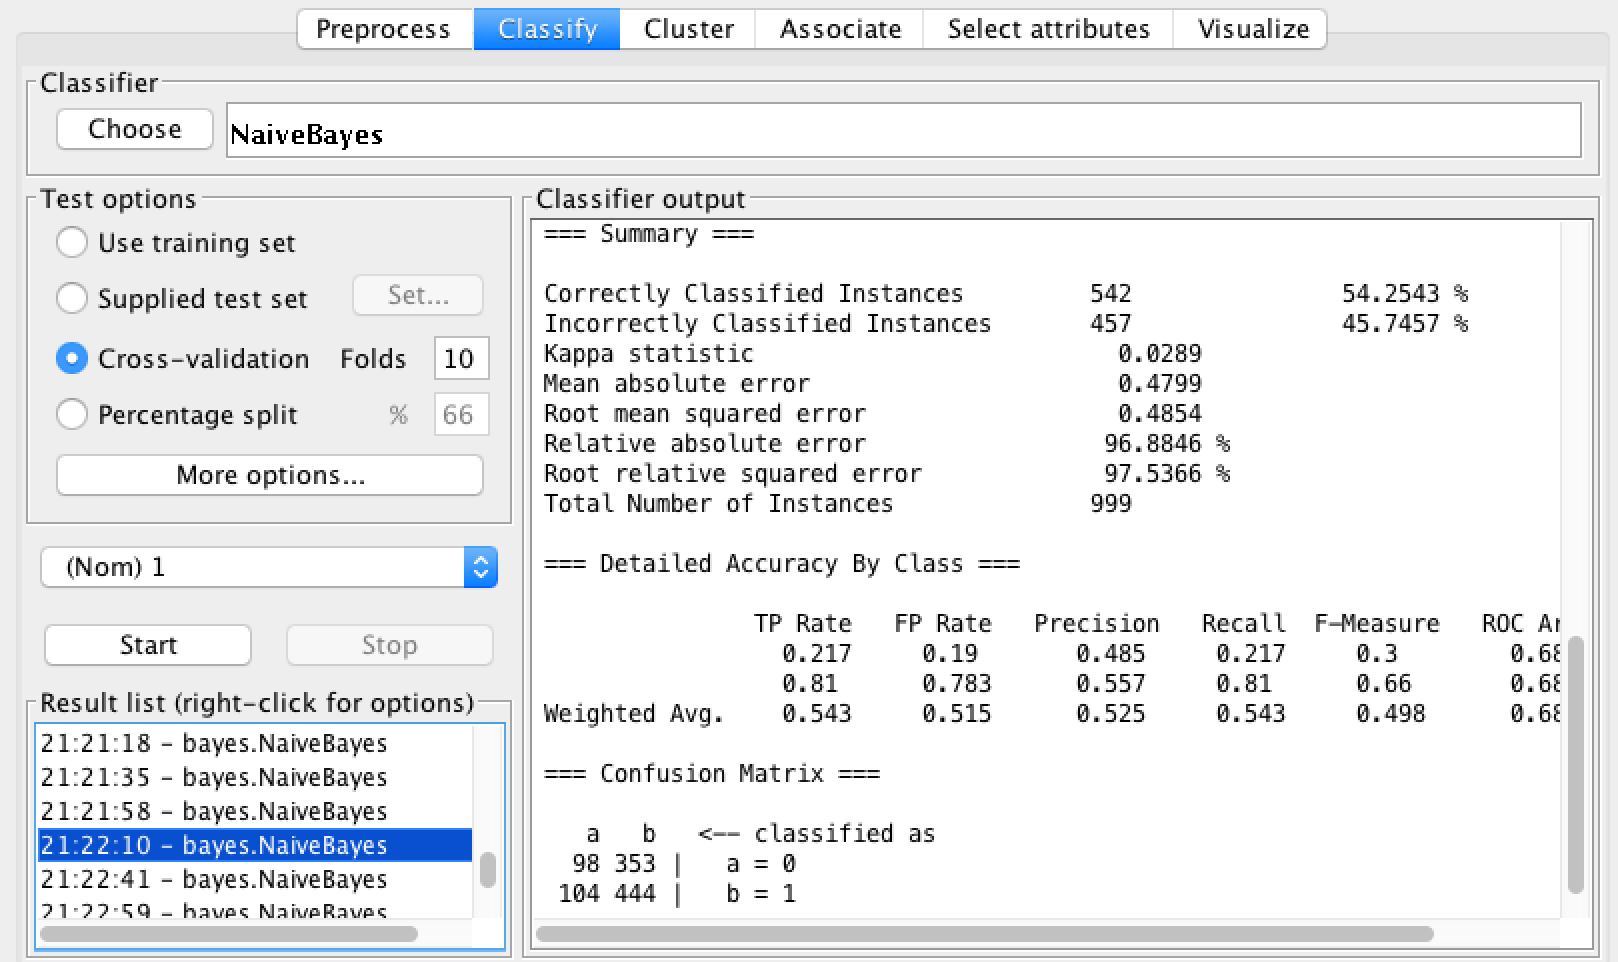 Preprocess Classify Cluster Associate Select attributes Visualize
Classifier
Choose NaiveBayes
Test options
Use training set
Supplied test set Set...
Cross-validation Folds 10
Percentage split % 66
More options...
(Nom) 1
Start Stop
Result list (right-click for options)
21:21:18 - bayes.NaiveBayes
21:21:35 - bayes.NaiveBayes
21:21:58 - bayes.NaiveBayes
21:22:10 - bayes.NaiveBayes
21:22:41 - bayes.NaiveBayes
21:22:59 - bayes.NaiveBayes
Classifier output
=== Summary ===
Correctly Classified Instances 542 54.2543 %
Incorrectly Classified Instances 457 45.7457 %
Kappa statistic 0.0289
Mean absolute error 0.4799
Root mean squared error 0.4854
Relative absolute error 96.8846 %
Root relative squared error 97.5366 %
Total Number of Instances 999
=== Detailed Accuracy By Class ===
TP Rate FP Rate Precision Recall F-Measure ROC Ar
0.217 0.19 0.485 0.217 0.3 0.68
0.81 0.783 0.557 0.81 0.66 0.68
Weighted Avg. 0.543 0.515 0.525 0.543 0.498 0.68
=== Confusion Matrix ===
a b <-- classified as
98 353 | a = 0
104 444 | b = 1